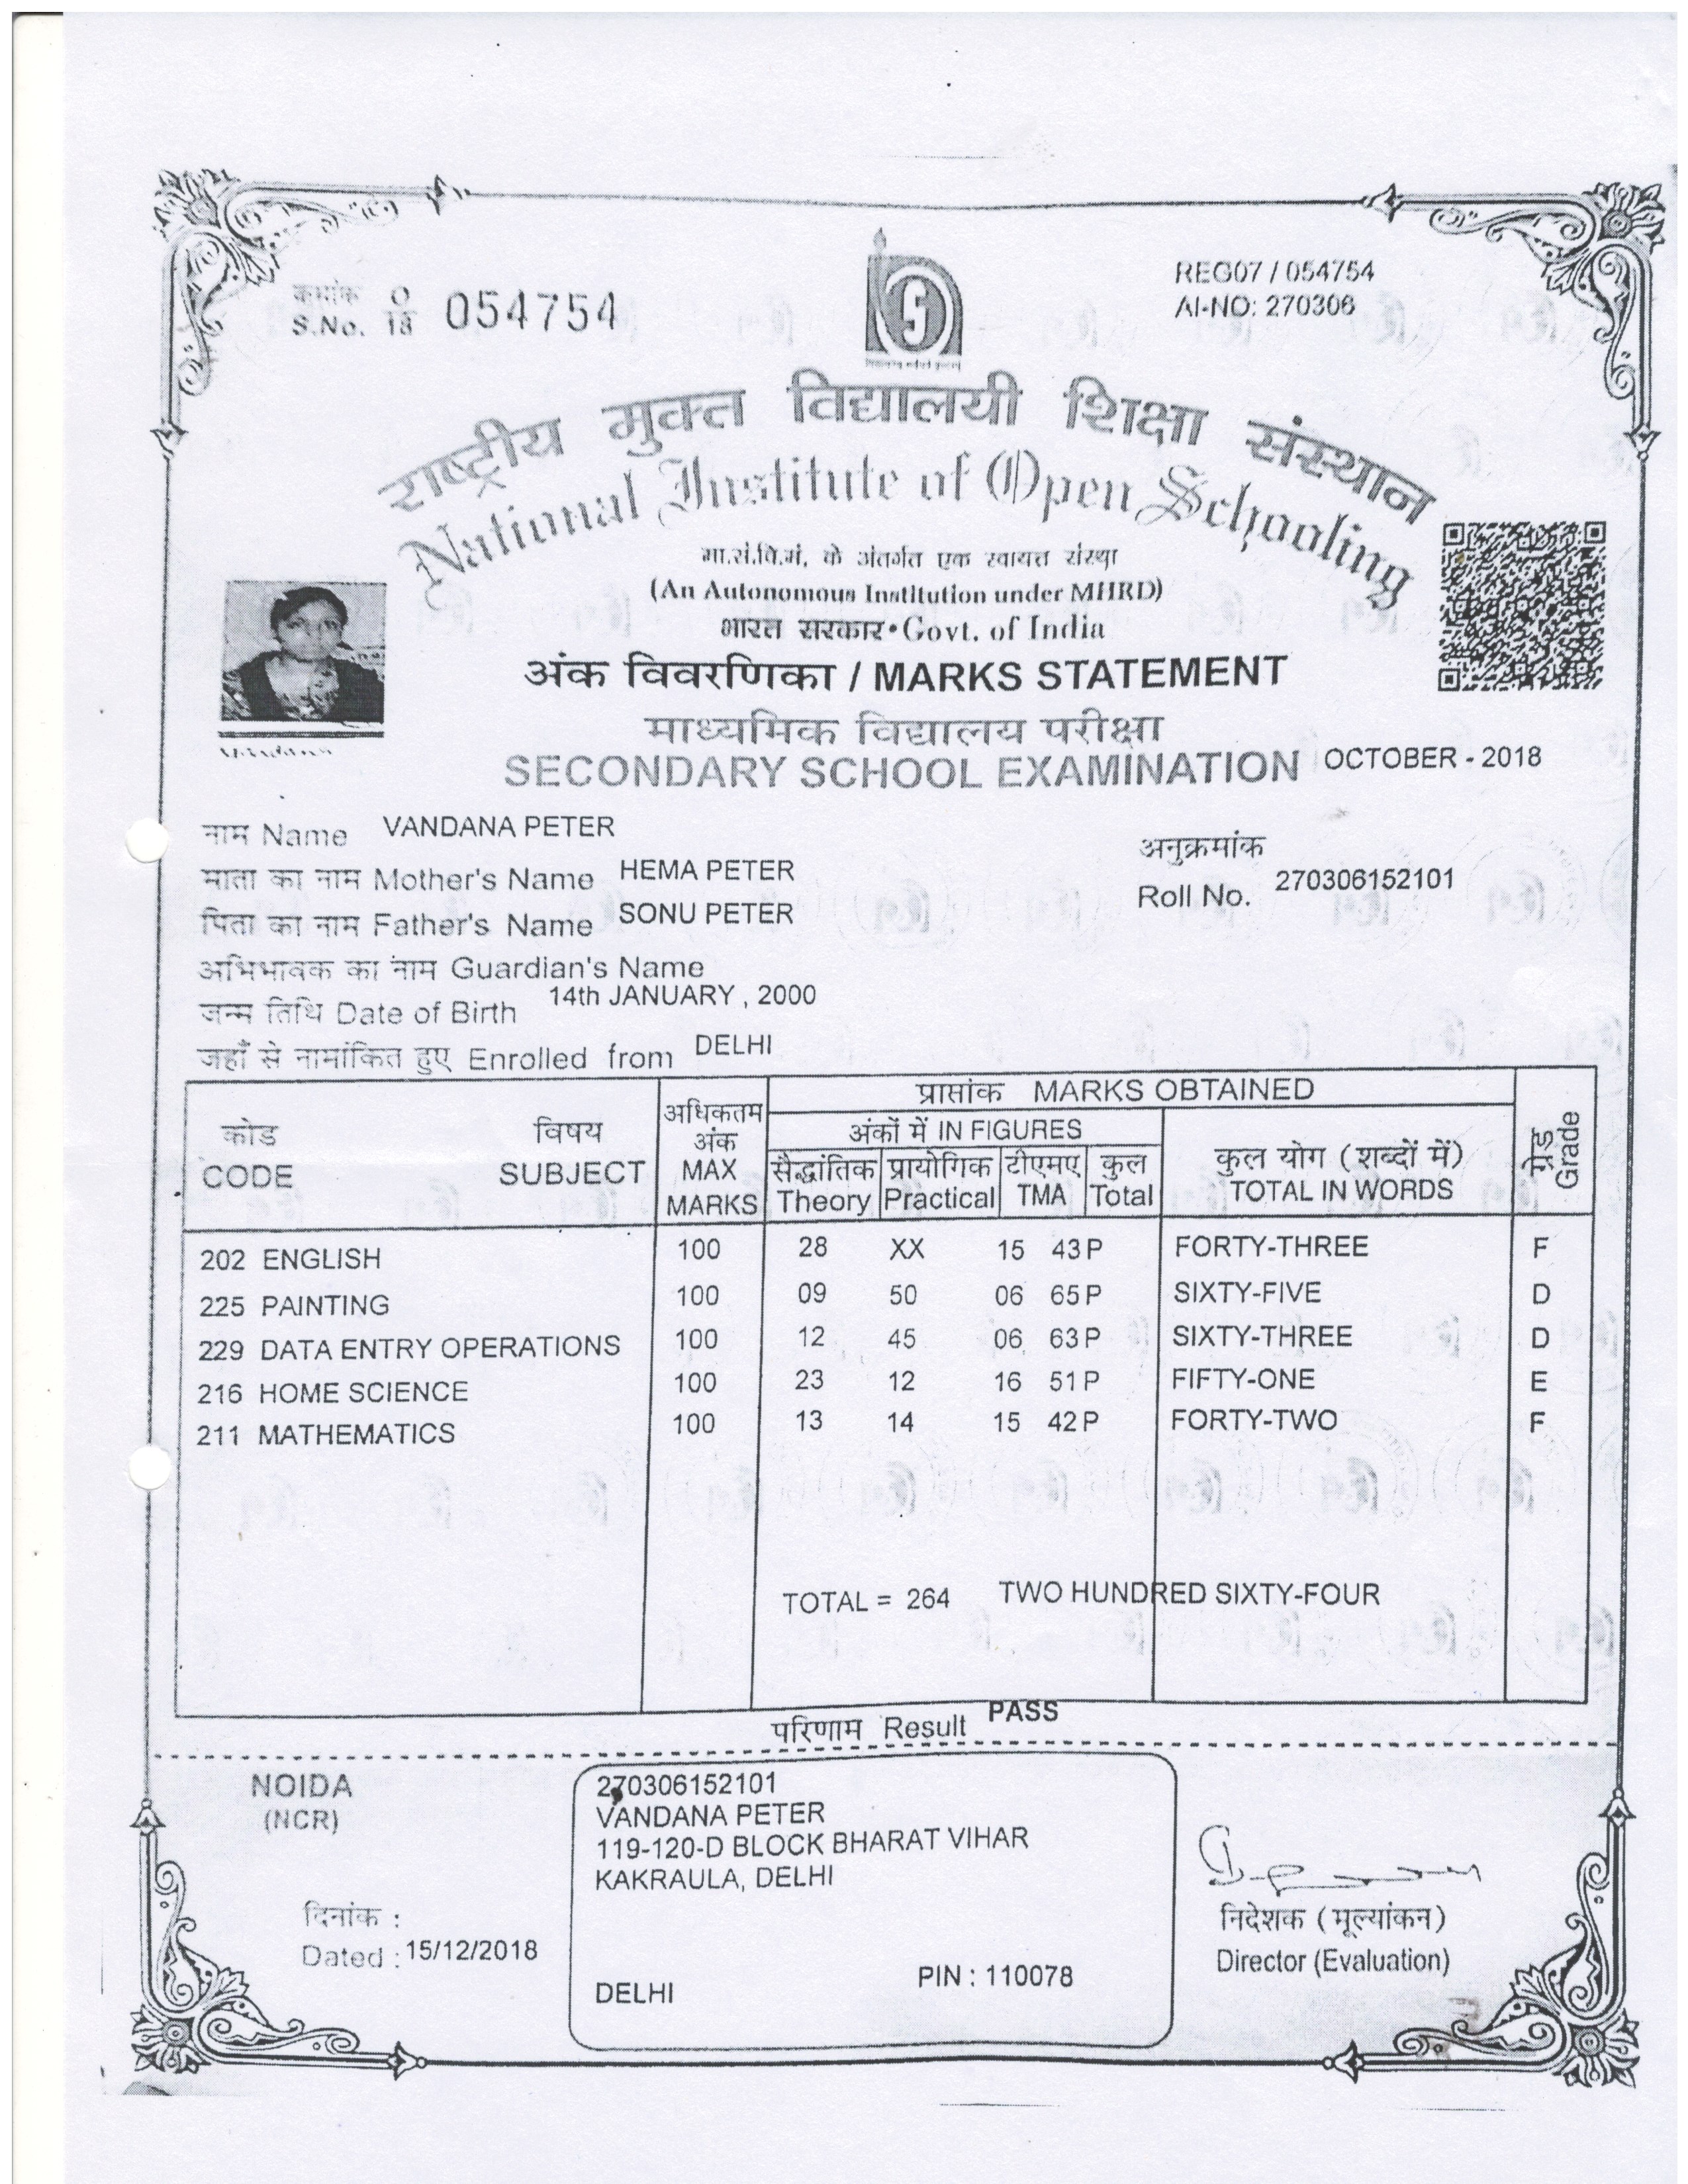 क्रमांक O
S.No. 18 054754
REG07 / 054754
AI-NO: 270306
राष्ट्रीय मुक्त विद्यालयी शिक्षा संस्थान
National Institute of Open Schooling
मा.सं.वि.मं. के अंतर्गत एक स्वायत्त संस्था
(An Autonomous Institution under MHRD)
भारत सरकार • Govt. of India
अंक विवरणिका / MARKS STATEMENT
माध्यमिक विद्यालय परीक्षा
SECONDARY SCHOOL EXAMINATION OCTOBER - 2018
नाम Name VANDANA PETER
अनुक्रमांक
माता का नाम Mother's Name HEMA PETER
Roll No. 270306152101
पिता का नाम Father's Name SONU PETER
अभिभावक का नाम Guardian's Name
जन्म तिथि Date of Birth 14th JANUARY , 2000
जहाँ से नामांकित हुए Enrolled from DELHI
कोड CODE विषय SUBJECT अधिकतम अंक MAX MARKS प्राप्तांक MARKS OBTAINED ग्रेड Grade
अंकों में IN FIGURES कुल योग (शब्दों में) TOTAL IN WORDS
सैद्धांतिक Theory प्रायोगिक Practical टीएमए TMA कुल Total
202 ENGLISH 100 28 XX 15 43 P FORTY-THREE F
225 PAINTING 100 09 50 06 65 P SIXTY-FIVE D
229 DATA ENTRY OPERATIONS 100 12 45 06 63 P SIXTY-THREE D
216 HOME SCIENCE 100 23 12 16 51 P FIFTY-ONE E
211 MATHEMATICS 100 13 14 15 42 P FORTY-TWO F
TOTAL = 264 TWO HUNDRED SIXTY-FOUR
परिणाम Result PASS
NOIDA
(NCR)
दिनांक :
Dated : 15/12/2018
270306152101
VANDANA PETER
119-120-D BLOCK BHARAT VIHAR
KAKRAULA, DELHI
DELHI PIN : 110078
निदेशक (मूल्यांकन)
Director (Evaluation)